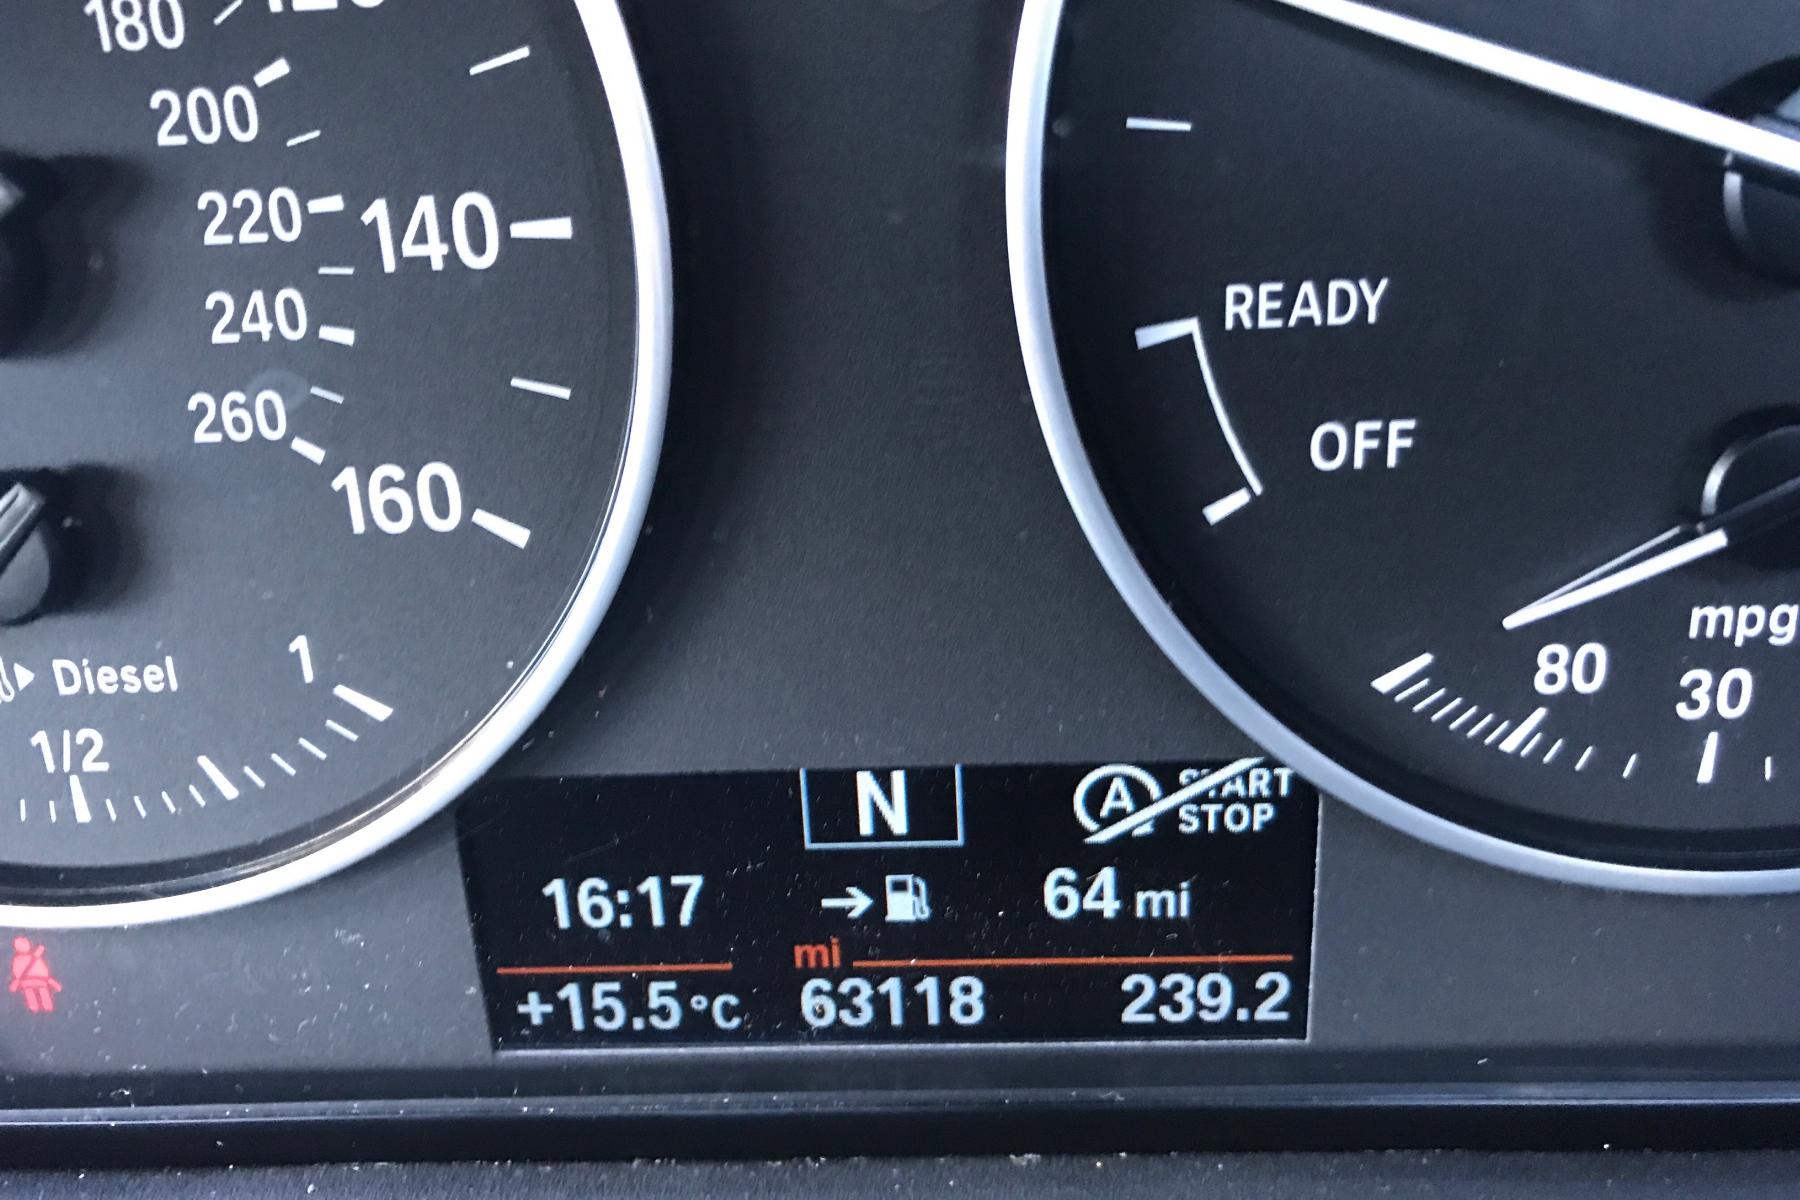 180
200
220
240
260
140
160
Diesel
1/2
1
READY
OFF
mpg
80
30
N
A START STOP
16:17
64 mi
mi
+15.5°C
63118
239.2